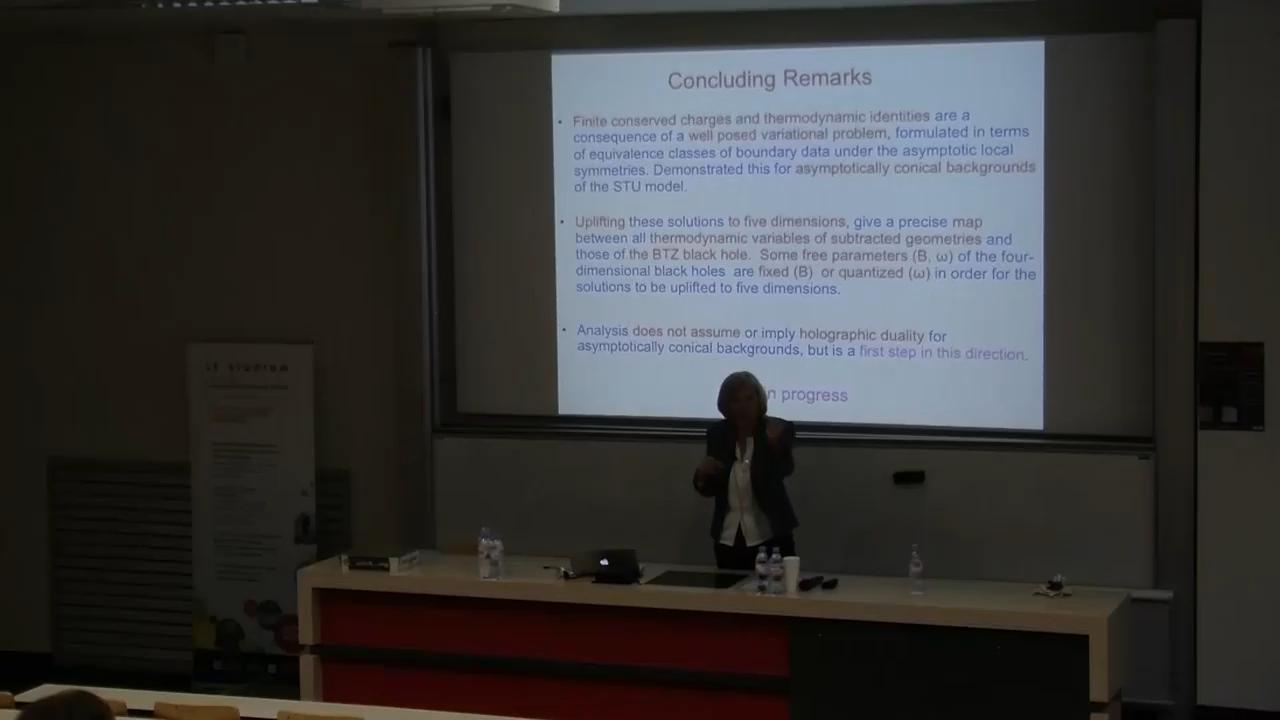 Concluding Remarks
• Finite conserved charges and thermodynamic identities are a
consequence of a well posed variational problem, formulated in terms
of equivalence classes of boundary data under the asymptotic local
symmetries. Demonstrated this for asymptotically conical backgrounds
of the STU model.
• Uplifting these solutions to five dimensions, give a precise map
between all thermodynamic variables of subtracted geometries and
those of the BTZ black hole. Some free parameters (B, ω) of the four-
dimensional black holes are fixed (B) or quantized (ω) in order for the
solutions to be uplifted to five dimensions.
• Analysis does not assume or imply holographic duality for
asymptotically conical backgrounds, but is a first step in this direction.
n progress
studium